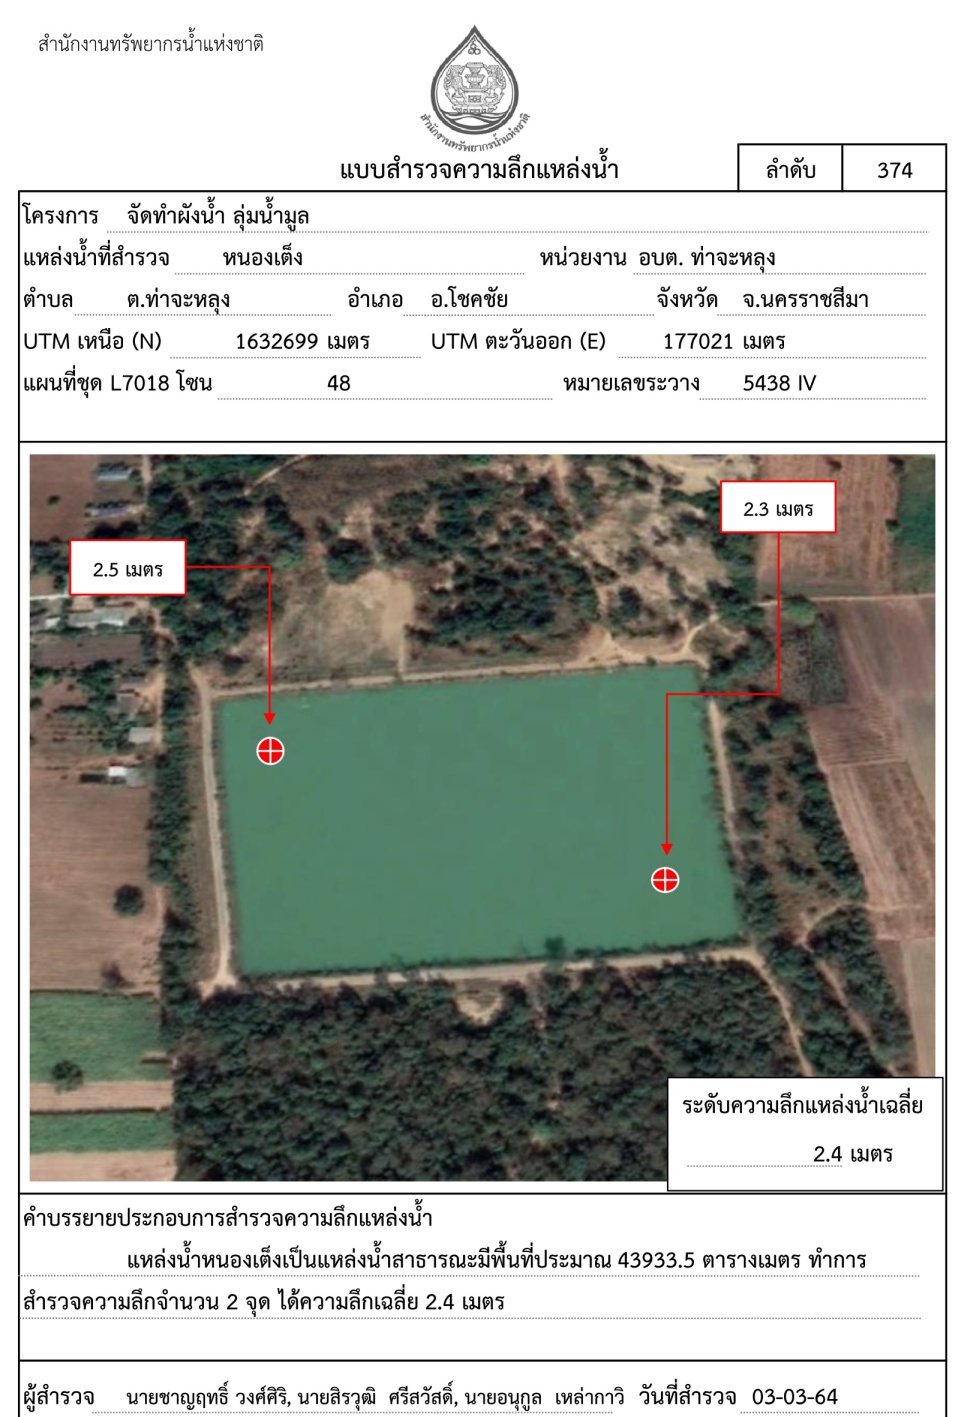 สำนักงานทรัพยากรน้ำแห่งชาติ
สำนักงานทรัพยากรน้ำแห่งชาติ
แบบสำรวจความลึกแหล่งน้ำ ลำดับ 374
โครงการ จัดทำผังน้ำ ลุ่มน้ำมูล
แหล่งน้ำที่สำรวจ หนองเต็ง หน่วยงาน อบต. ท่าจะหลุง
ตำบล ต.ท่าจะหลุง อำเภอ อ.โชคชัย จังหวัด จ.นครราชสีมา
UTM เหนือ (N) 1632699 เมตร UTM ตะวันออก (E) 177021 เมตร
แผนที่ชุด L7018 โซน 48 หมายเลขระวาง 5438 IV
2.3 เมตร
2.5 เมตร
ระดับความลึกแหล่งน้ำเฉลี่ย
2.4 เมตร
คำบรรยายประกอบการสำรวจความลึกแหล่งน้ำ
แหล่งน้ำหนองเต็งเป็นแหล่งน้ำสาธารณะมีพื้นที่ประมาณ 43933.5 ตารางเมตร ทำการ
สำรวจความลึกจำนวน 2 จุด ได้ความลึกเฉลี่ย 2.4 เมตร
ผู้สำรวจ นายชาญฤทธิ์ วงศ์ศิริ, นายสิรวุฒิ ศรีสวัสดิ์, นายอนุกูล เหล่ากาวิ วันที่สำรวจ 03-03-64